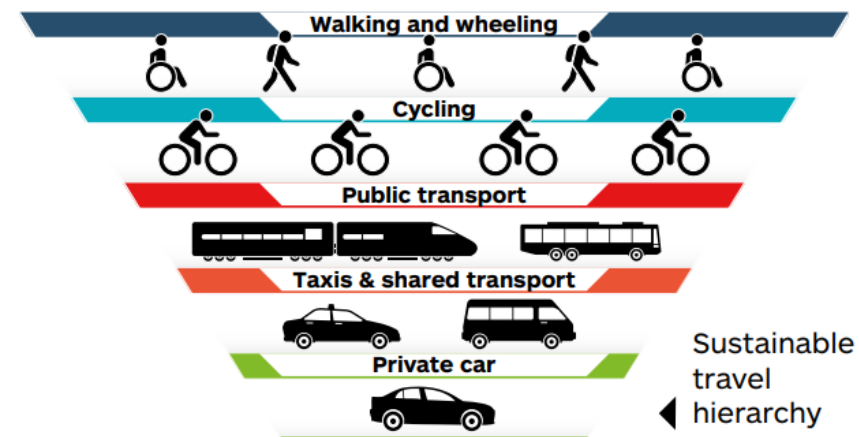 Walking and wheeling
Cycling
Public transport
Taxis & shared transport
Private car
Sustainable
travel
hierarchy